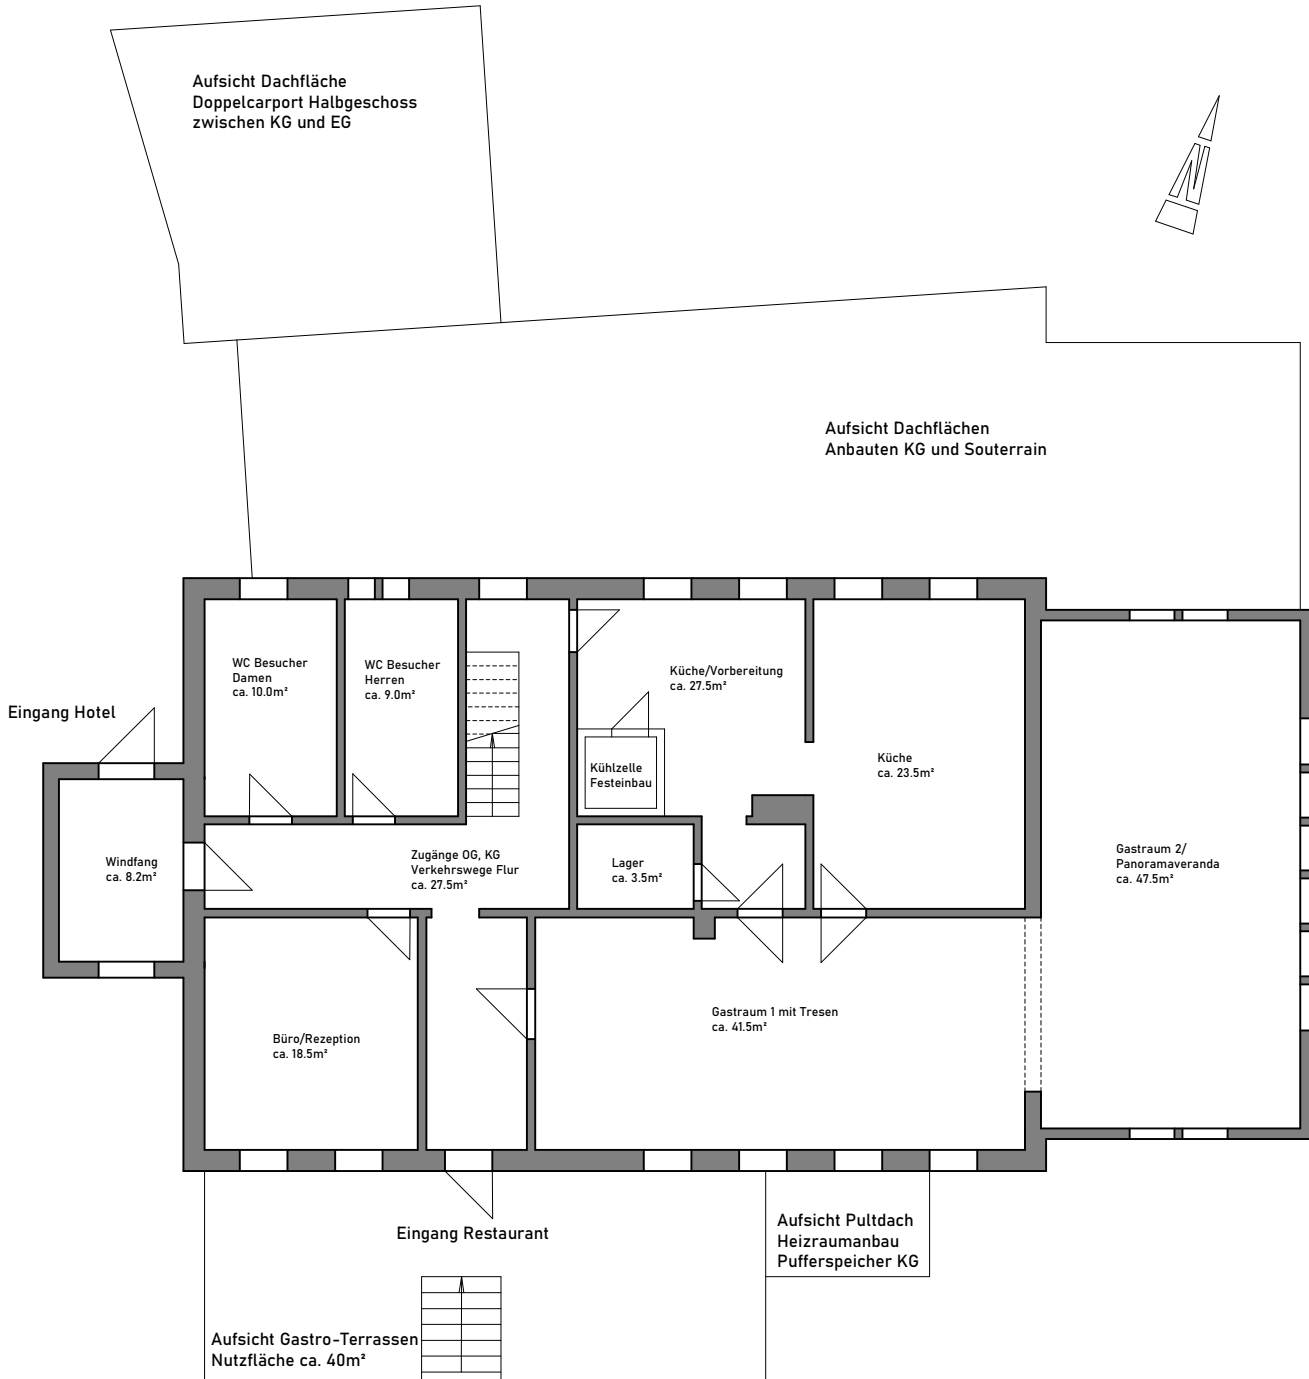 Aufsicht Dachfläche
Doppelcarport Halbgeschoss
zwischen KG und EG
N
Aufsicht Dachflächen
Anbauten KG und Souterrain
WC Besucher
Damen
ca. 10.0m²
WC Besucher
Herren
ca. 9.0m²
Küche/Vorbereitung
ca. 27.5m²
Eingang Hotel
Kühlzelle
Festeinbau
Küche
ca. 23.5m²
Windfang
ca. 8.2m²
Zugänge OG, KG
Verkehrswege Flur
ca. 27.5m²
Lager
ca. 3.5m²
Gastraum 2/
Panoramaveranda
ca. 47.5m²
Büro/Rezeption
ca. 18.5m²
Gastraum 1 mit Tresen
ca. 41.5m²
Eingang Restaurant
Aufsicht Pultdach
Heizraumanbau
Pufferspeicher KG
Aufsicht Gastro-Terrassen
Nutzfläche ca. 40m²